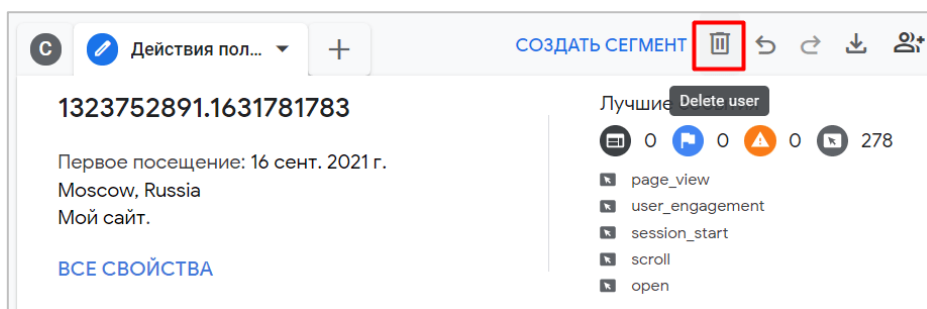 C
Действия пол...
СОЗДАТЬ СЕГМЕНТ
Delete user
1323752891.1631781783
Первое посещение: 16 сент. 2021 г.
Moscow, Russia
Мой сайт.
ВСЕ СВОЙСТВА
Лучшие
0 0 0 278
page_view
user_engagement
session_start
scroll
open